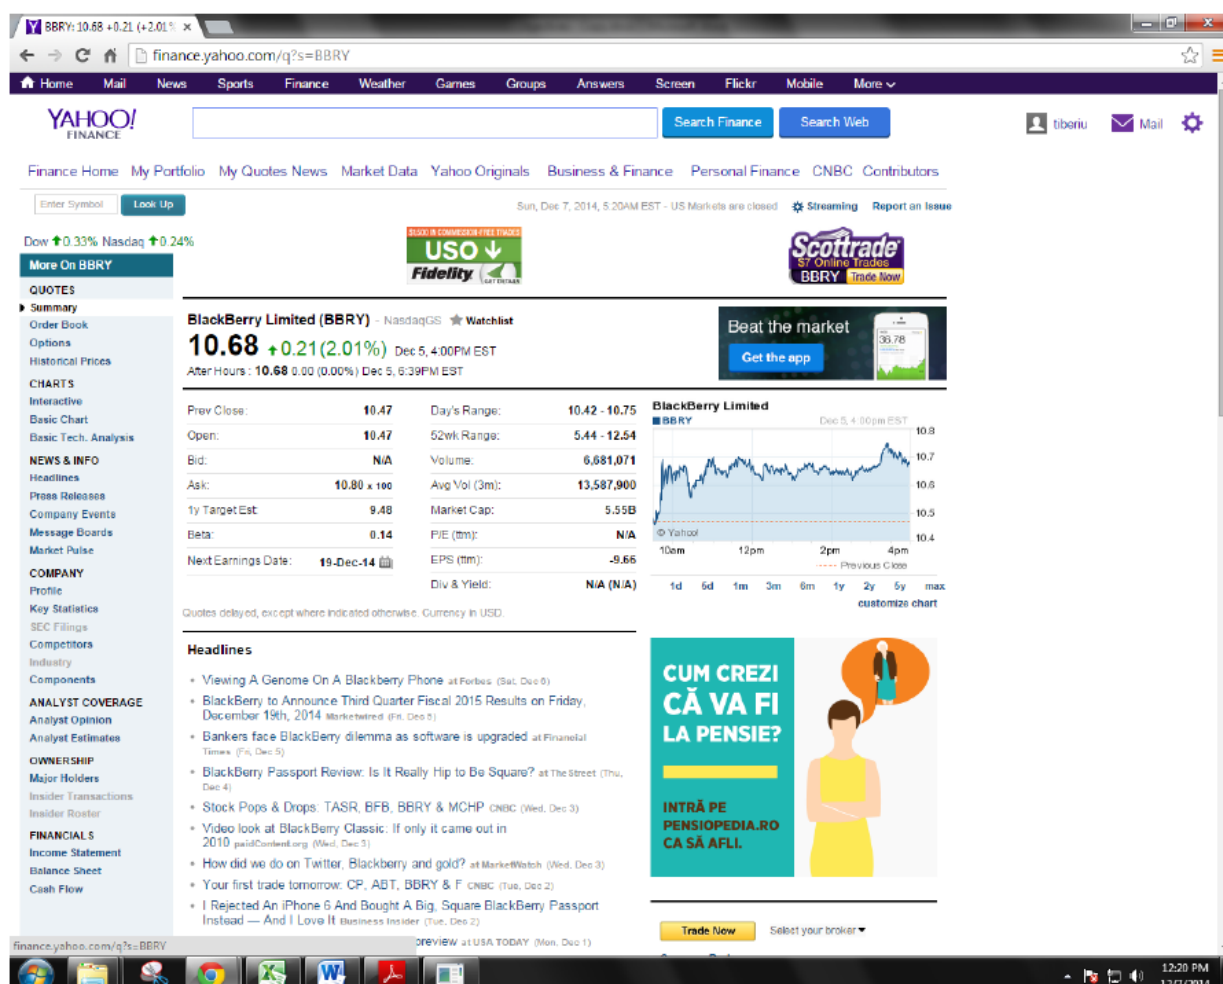 BBRY: 10.68 +0.21 (+2.01%
finance.yahoo.com/q?s=BBRY
Home Mail News Sports Finance Weather Games Groups Answers Screen Flickr Mobile More
YAHOO!
FINANCE
Search Finance
Search Web
tiberiu
Mail
Finance Home My Portfolio My Quotes News Market Data Yahoo Originals Business & Finance Personal Finance CNBC Contributors
Enter Symbol
Look Up
Sun, Dec 7, 2014, 5:20AM EST - US Markets are closed
Streaming
Report an Issue
Dow 0.33% Nasdaq 0.24%
USO
Fidelity
GET DETAILS
Scottrade
$7 Online Trades
BBRY
Trade Now
More On BBRY
QUOTES
Summary
Order Book
Options
Historical Prices
CHARTS
Interactive
Basic Chart
Basic Tech. Analysis
NEWS & INFO
Headlines
Press Releases
Company Events
Message Boards
Market Pulse
COMPANY
Profile
Key Statistics
SEC Filings
Competitors
Industry
Components
ANALYST COVERAGE
Analyst Opinion
Analyst Estimates
OWNERSHIP
Major Holders
Insider Transactions
Insider Roster
FINANCIALS
Income Statement
Balance Sheet
Cash Flow
BlackBerry Limited (BBRY) - NasdaqGS Watchlist
10.68 0.21(2.01%) Dec 5, 4:00PM EST
After Hours : 10.68 0.00 (0.00%) Dec 5, 6:39PM EST
Beat the market
Get the app
36.78
Prev Close: 10.47
Open: 10.47
Bid: N/A
Ask: 10.80 x 100
1y Target Est: 9.48
Beta: 0.14
Next Earnings Date: 19-Dec-14
Day's Range: 10.42 - 10.75
52wk Range: 5.44 - 12.54
Volume: 6,681,071
Avg Vol (3m): 13,587,900
Market Cap: 5.55B
P/E (ttm): N/A
EPS (ttm): -9.66
Div & Yield: N/A (N/A)
Quotes delayed, except where indicated otherwise. Currency in USD.
BlackBerry Limited
BBRY
Dec 5, 4:00pm EST
10.8
10.7
10.6
10.5
10.4
© Yahoo!
10am 12pm 2pm 4pm
Previous Close
1d 5d 1m 3m 6m 1y 2y 5y max
customize chart
Headlines
Viewing A Genome On A Blackberry Phone at Forbes (Sat, Dec 6)
BlackBerry to Announce Third Quarter Fiscal 2015 Results on Friday,
December 19th, 2014 Marketwired (Fri, Dec 5)
Bankers face BlackBerry dilemma as software is upgraded at Financial
Times (Fri, Dec 5)
BlackBerry Passport Review: Is It Really Hip to Be Square? at The Street (Thu,
Dec 4)
Stock Pops & Drops: TASR, BFB, BBRY & MCHP CNBC (Wed, Dec 3)
Video look at BlackBerry Classic: If only it came out in
2010 paidContent.org (Wed, Dec 3)
How did we do on Twitter, Blackberry and gold? at MarketWatch (Wed, Dec 3)
Your first trade tomorrow: CP, ABT, BBRY & F CNBC (Tue, Dec 2)
I Rejected An iPhone 6 And Bought A Big, Square BlackBerry Passport
Instead — And I Love It Business Insider (Tue, Dec 2)
preview at USA TODAY (Mon, Dec 1)
CUM CREZI
CĂ VA FI
LA PENSIE?
INTRĂ PE
PENSIOPEDIA.RO
CA SĂ AFLI.
Trade Now
Select your broker
finance.yahoo.com/q?s=BBRY
12:20 PM
12/7/2014